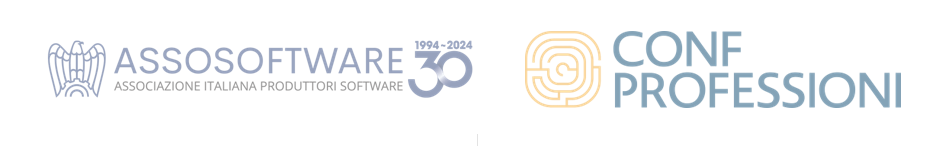 ASSOSOFTWARE
ASSOCIAZIONE ITALIANA PRODUTTORI SOFTWARE
1994~2024
30
CONF
PROFESSIONI